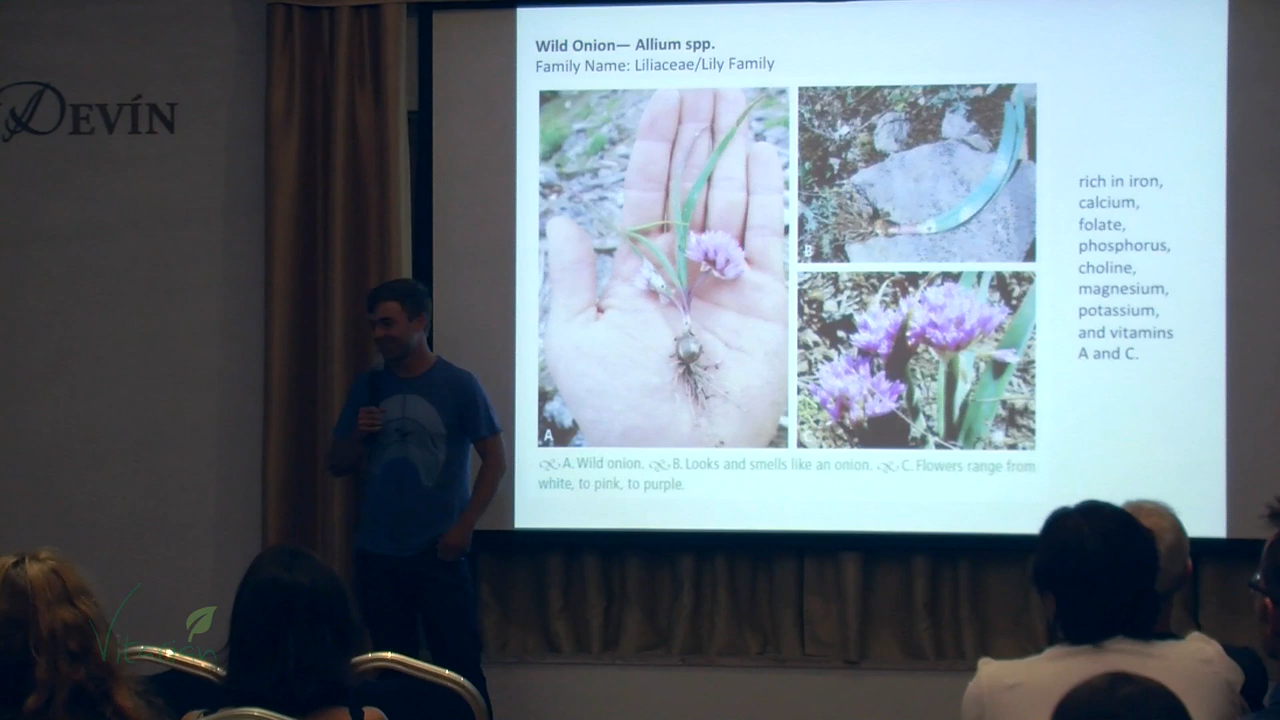 DEVÍN
Wild Onion— Allium spp.
Family Name: Liliaceae/Lily Family
rich in iron,
calcium,
folate,
phosphorus,
choline,
magnesium,
potassium,
and vitamins
A and C.
A
B
C
A. Wild onion. B. Looks and smells like an onion. C. Flowers range from
white, to pink, to purple.